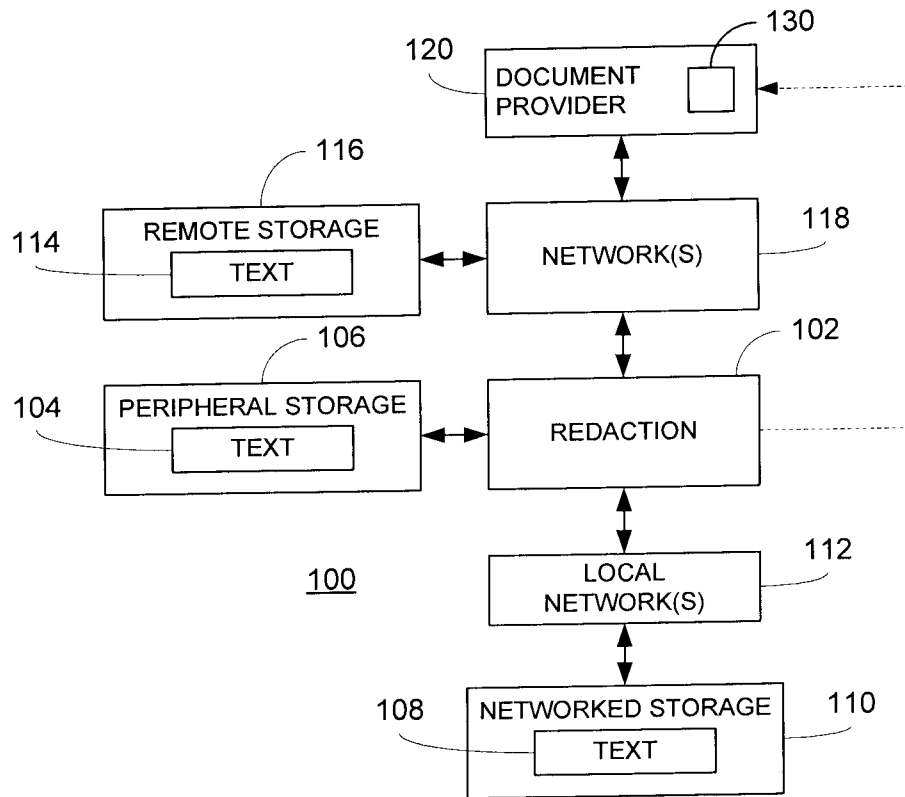 130
120
DOCUMENT
PROVIDER
116
REMOTE STORAGE
114
TEXT
NETWORK(S)
118
106
102
PERIPHERAL STORAGE
104
TEXT
REDACTION
100
LOCAL
NETWORK(S)
112
NETWORKED STORAGE
108
TEXT
110